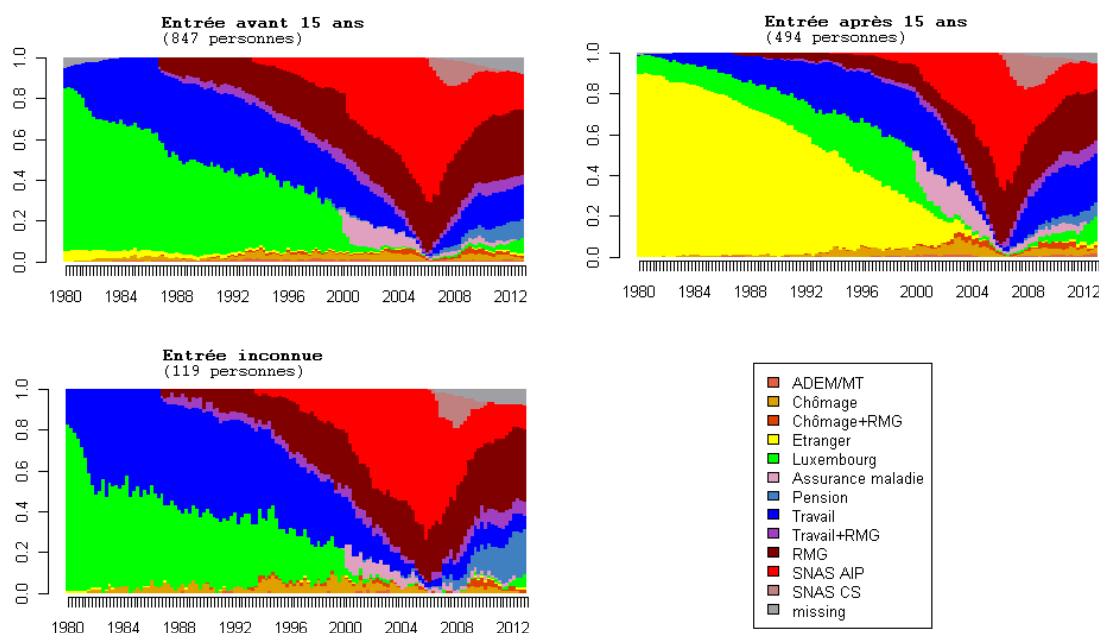 Entrée avant 15 ans
(847 personnes)
0.0 0.2 0.4 0.6 0.8 1.0
1980 1984 1988 1992 1996 2000 2004 2008 2012
Entrée après 15 ans
(494 personnes)
0.0 0.2 0.4 0.6 0.8 1.0
1980 1984 1988 1992 1996 2000 2004 2008 2012
Entrée inconnue
(119 personnes)
0.0 0.2 0.4 0.6 0.8 1.0
1980 1984 1988 1992 1996 2000 2004 2008 2012
ADEM/MT
Chômage
Chômage+RMG
Etranger
Luxembourg
Assurance maladie
Pension
Travail
Travail+RMG
RMG
SNAS AIP
SNAS CS
missing